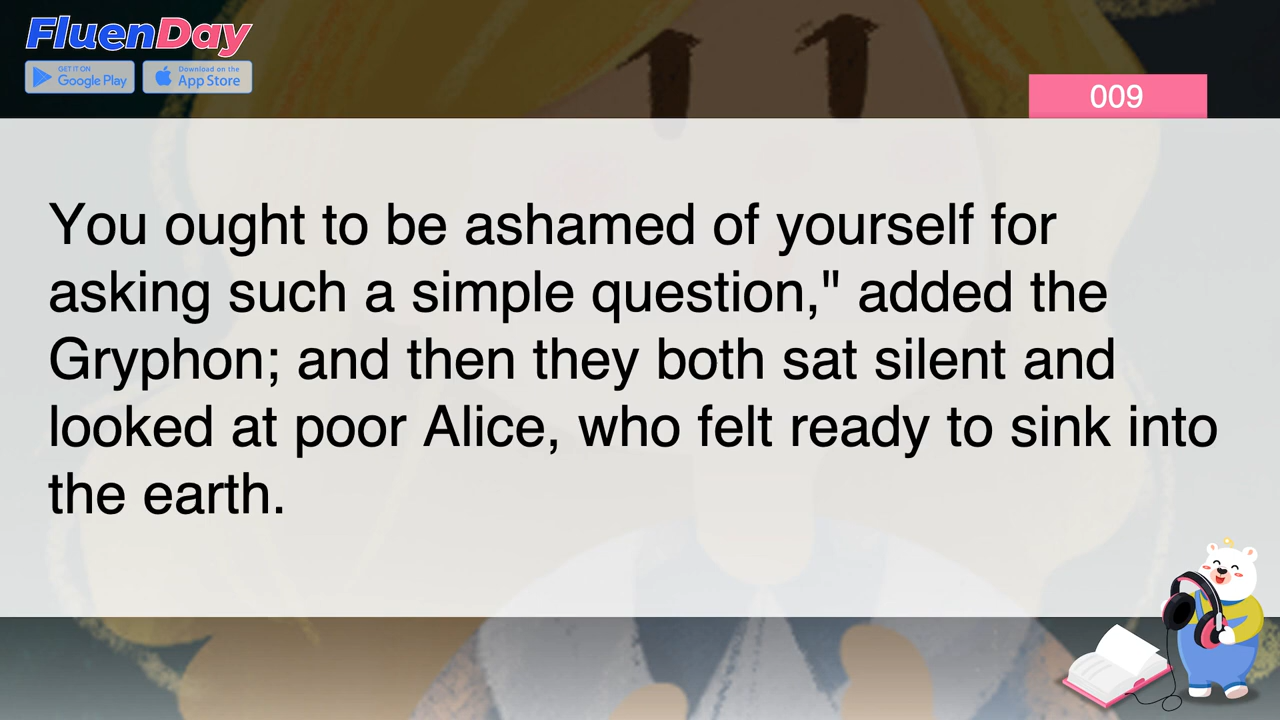 FluenDay
GET IT ON
Google Play
Download on the
App Store
009
You ought to be ashamed of yourself for
asking such a simple question," added the
Gryphon; and then they both sat silent and
looked at poor Alice, who felt ready to sink into
the earth.